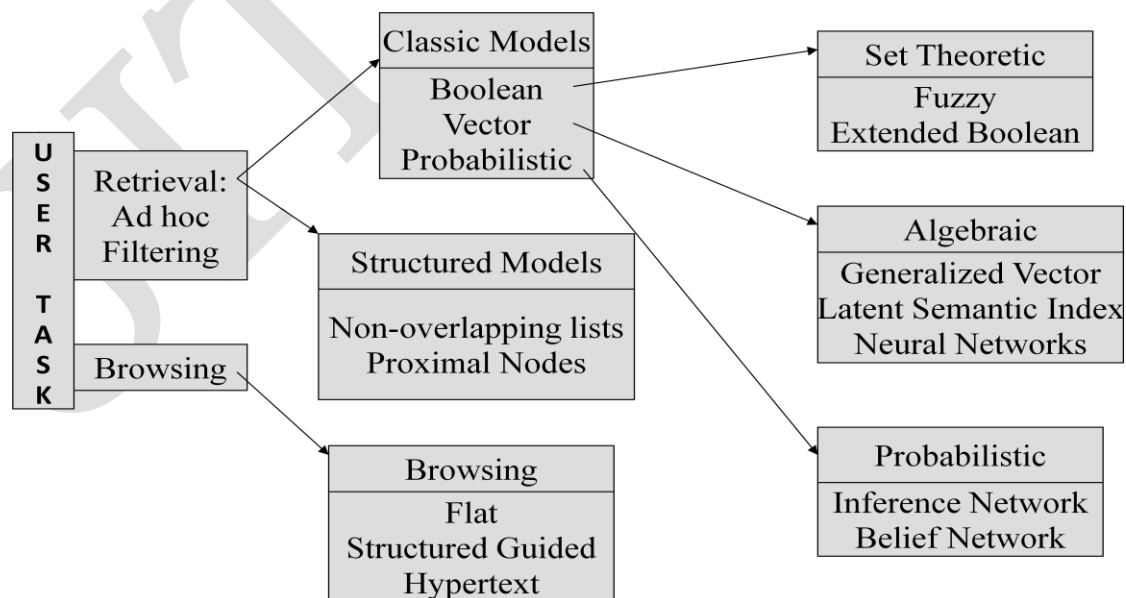 USER TASK
Retrieval:
Ad hoc
Filtering
Browsing
Classic Models
Boolean
Vector
Probabilistic
Structured Models
Non-overlapping lists
Proximal Nodes
Browsing
Flat
Structured Guided
Hypertext
Set Theoretic
Fuzzy
Extended Boolean
Algebraic
Generalized Vector
Latent Semantic Index
Neural Networks
Probabilistic
Inference Network
Belief Network